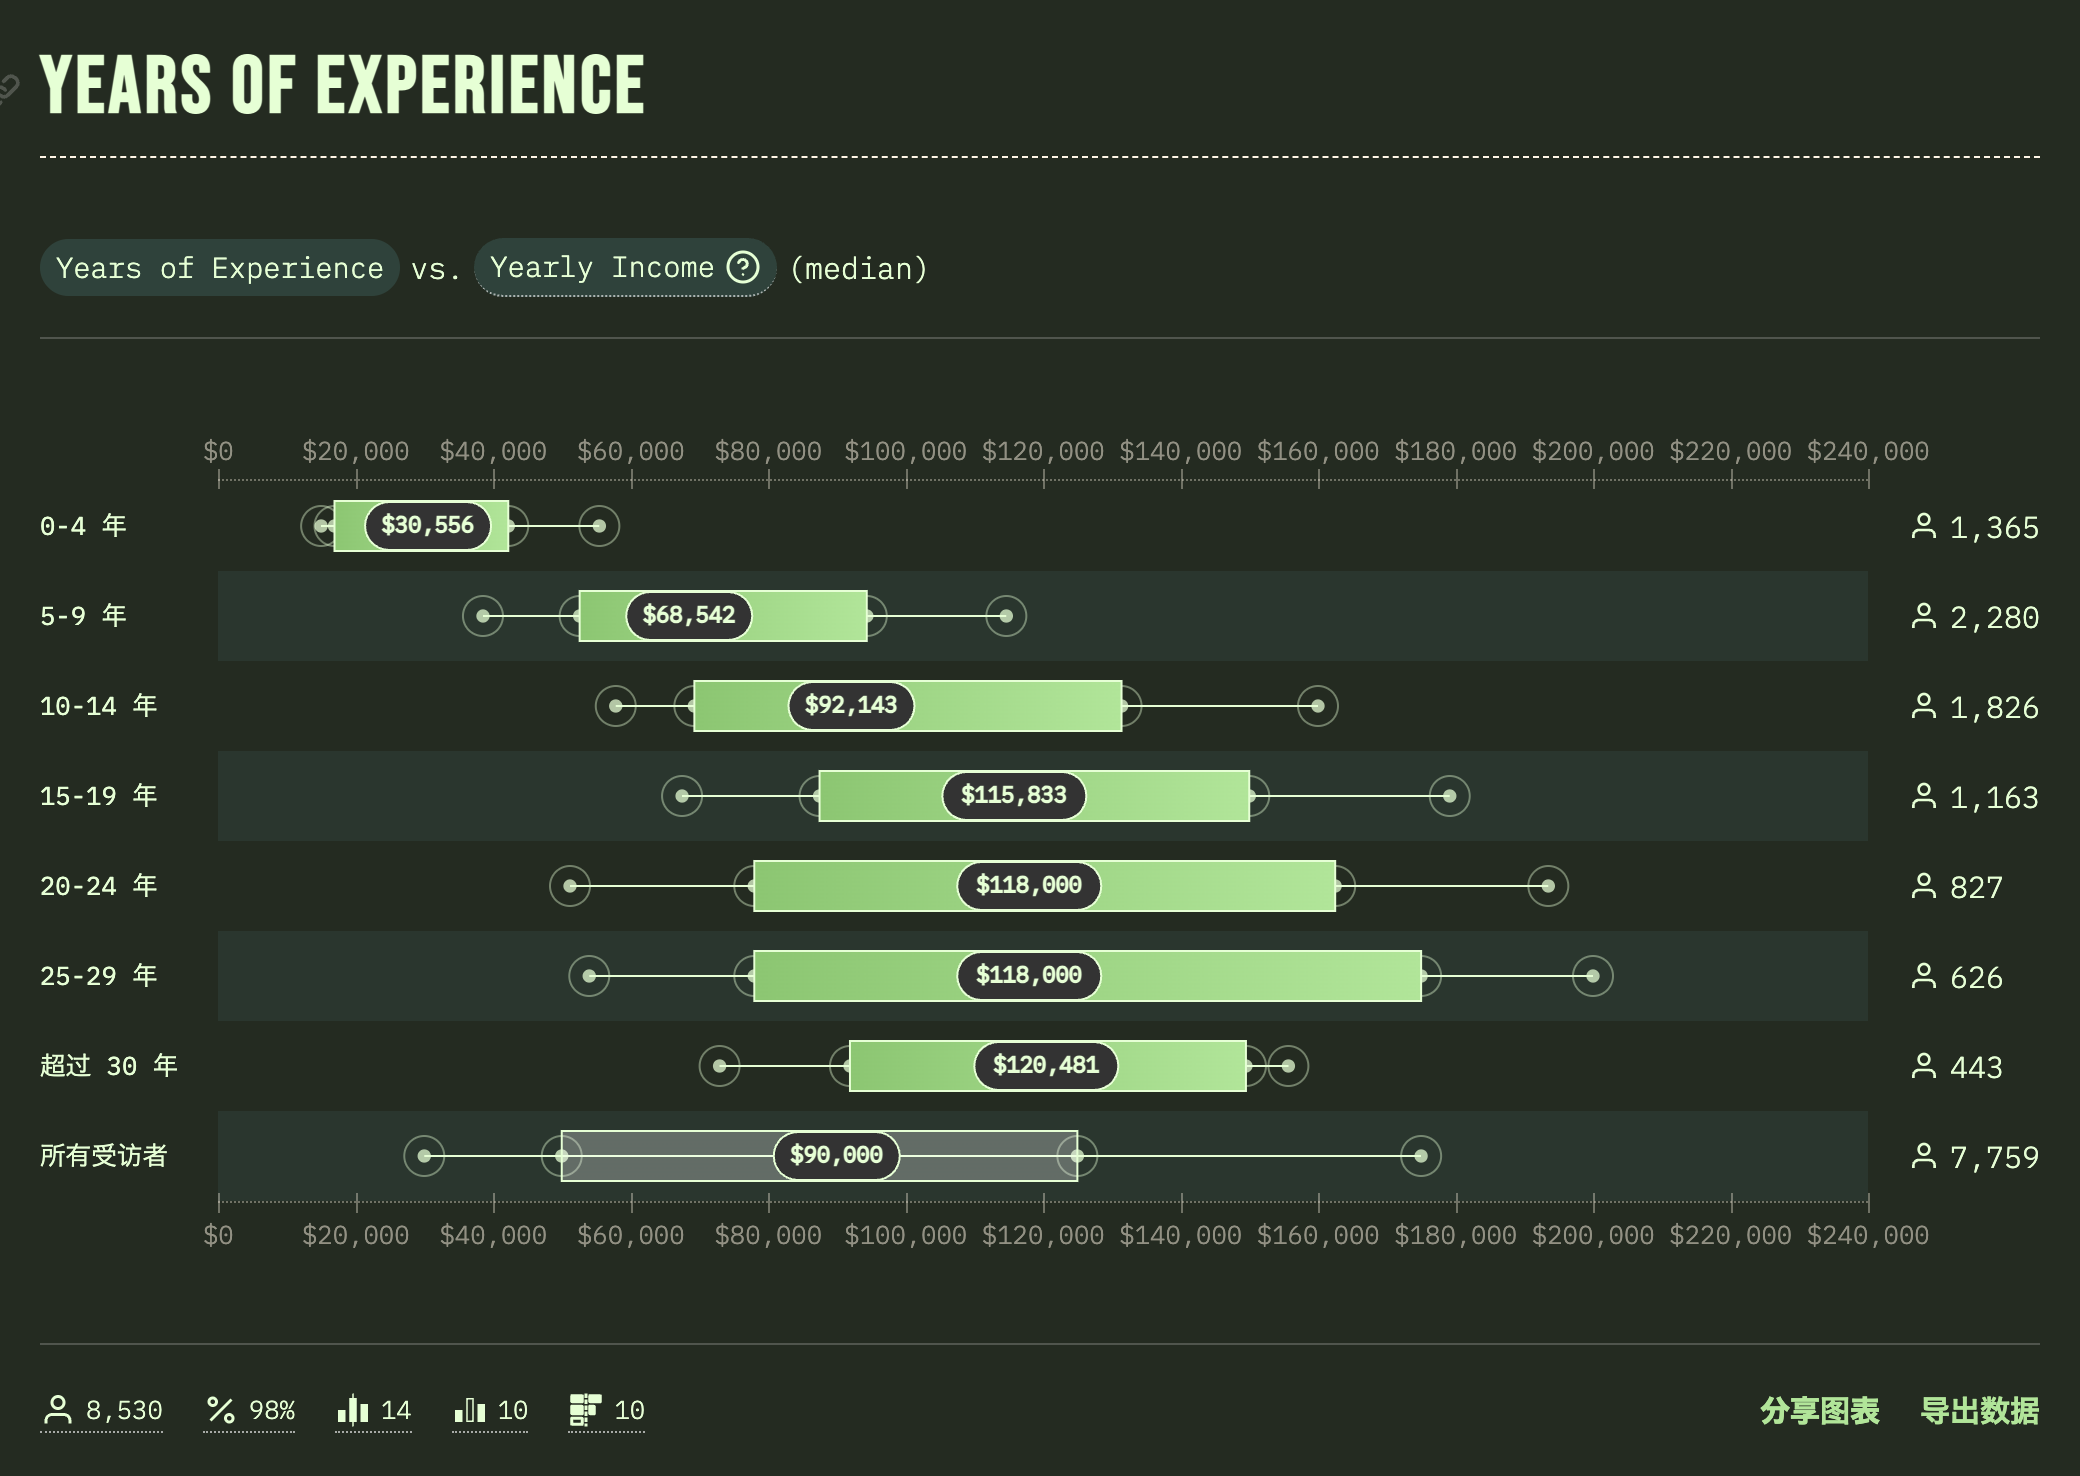 YEARS OF EXPERIENCE
Years of Experience vs. Yearly Income ? (median)
$0 $20,000 $40,000 $60,000 $80,000 $100,000 $120,000 $140,000 $160,000 $180,000 $200,000 $220,000 $240,000
0-4 年 $30,556 1,365
5-9 年 $68,542 2,280
10-14 年 $92,143 1,826
15-19 年 $115,833 1,163
20-24 年 $118,000 827
25-29 年 $118,000 626
超过 30 年 $120,481 443
所有受访者 $90,000 7,759
$0 $20,000 $40,000 $60,000 $80,000 $100,000 $120,000 $140,000 $160,000 $180,000 $200,000 $220,000 $240,000
8,530 98% 14 10 10 分享图表 导出数据